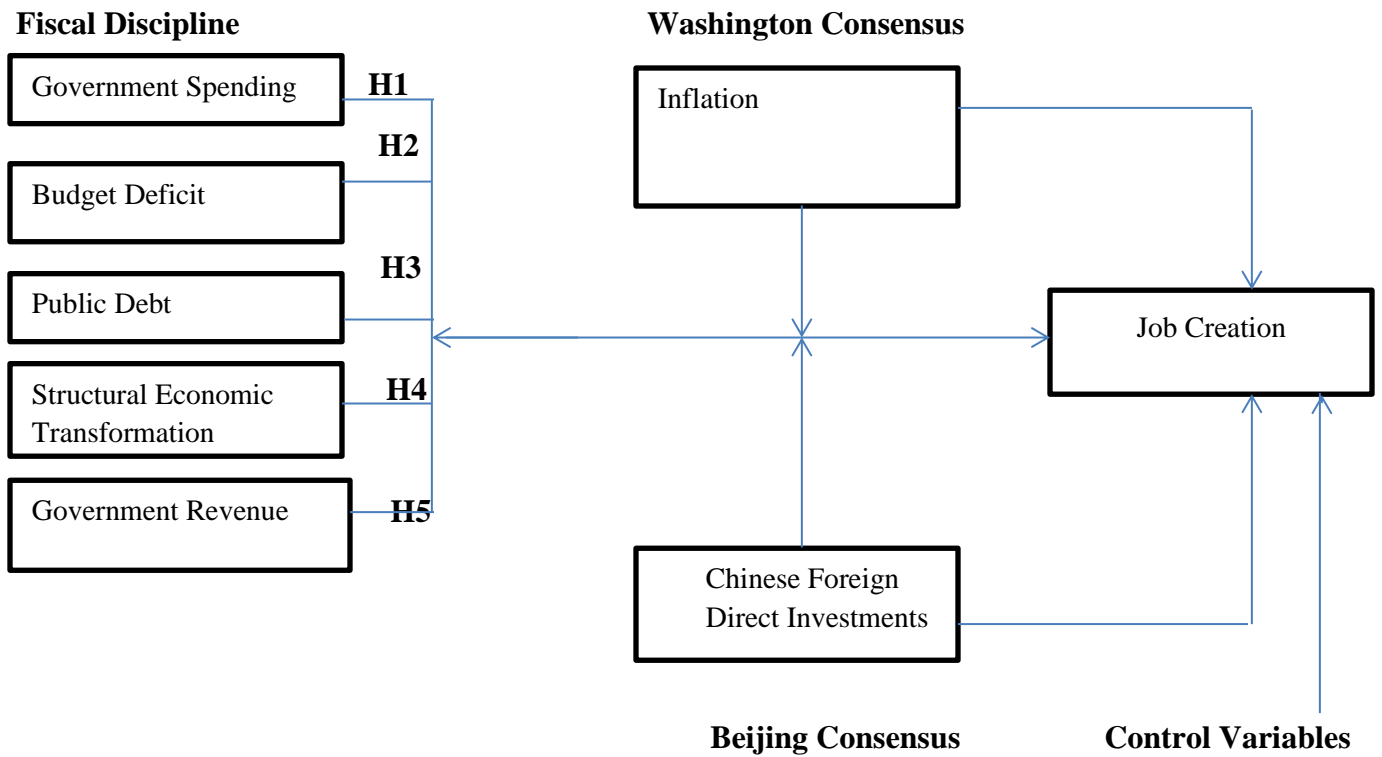 Fiscal Discipline
Washington Consensus
Government Spending
H1
Inflation
H2
Budget Deficit
H3
Public Debt
Job Creation
Structural Economic
Transformation
H4
Government Revenue
H5
Chinese Foreign
Direct Investments
Beijing Consensus
Control Variables